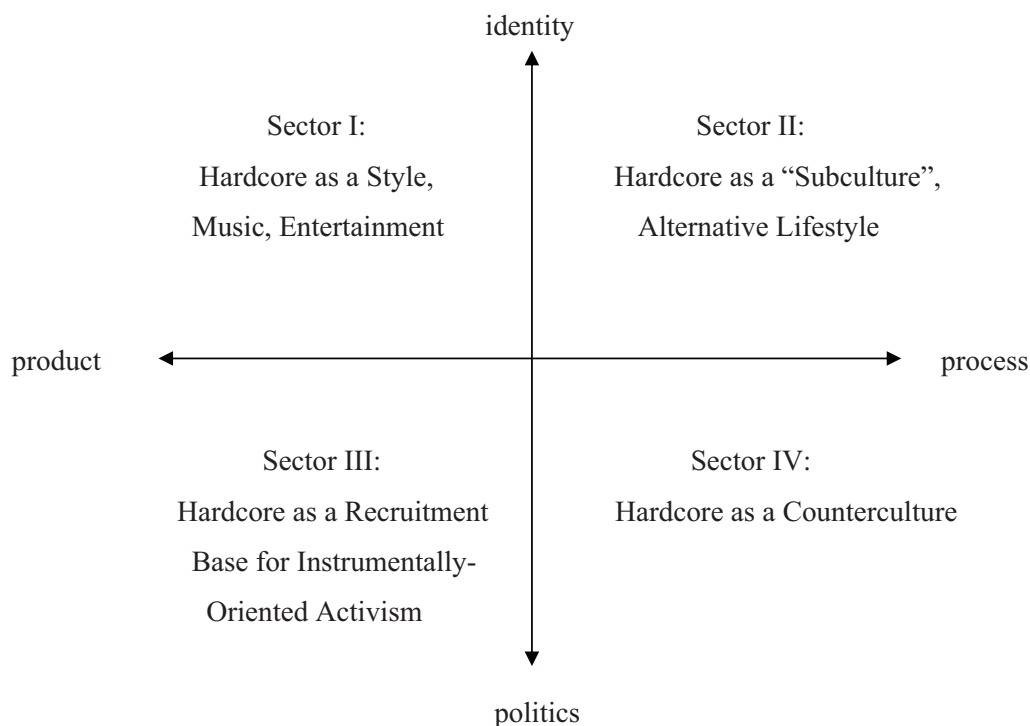 identity
Sector I:
Hardcore as a Style,
Music, Entertainment
Sector II:
Hardcore as a “Subculture”,
Alternative Lifestyle
product
process
Sector III:
Hardcore as a Recruitment
Base for Instrumentally-
Oriented Activism
Sector IV:
Hardcore as a Counterculture
politics